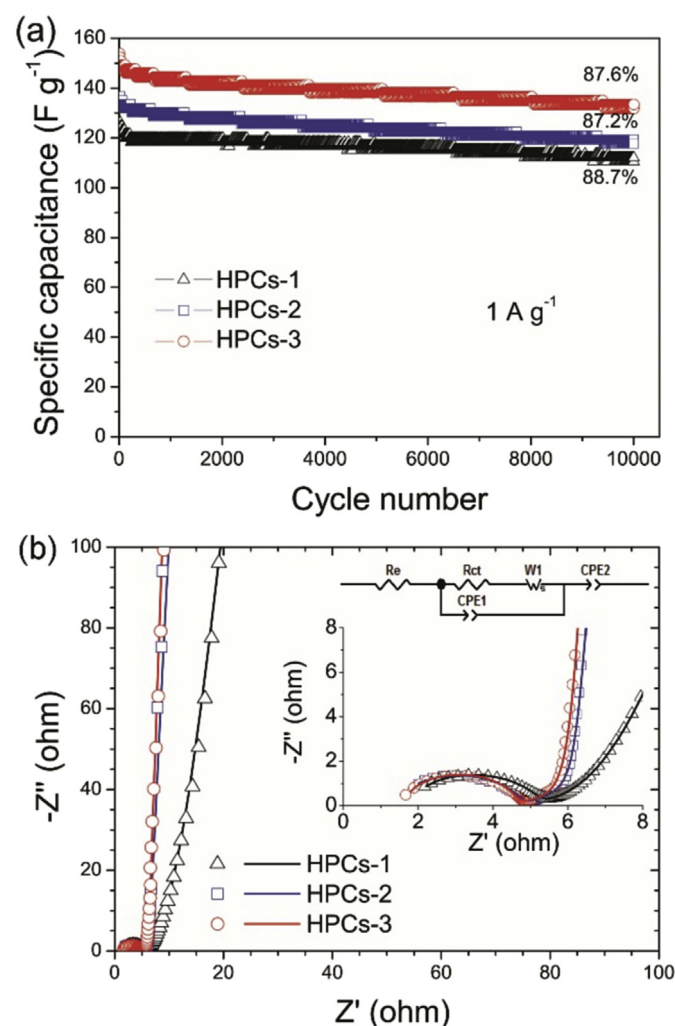 (a)
Specific capacitance (F g⁻¹)
160
140
120
100
80
60
40
20
0
87.6%
87.2%
88.7%
HPCs-1
HPCs-2
HPCs-3
1 A g⁻¹
0 2000 4000 6000 8000 10000
Cycle number
(b)
-Z" (ohm)
100
80
60
40
20
0
Re Rct W1 CPE2
s
CPE1
-Z" (ohm)
8
6
4
2
0
0 2 4 6 8
Z' (ohm)
HPCs-1
HPCs-2
HPCs-3
0 20 40 60 80 100
Z' (ohm)